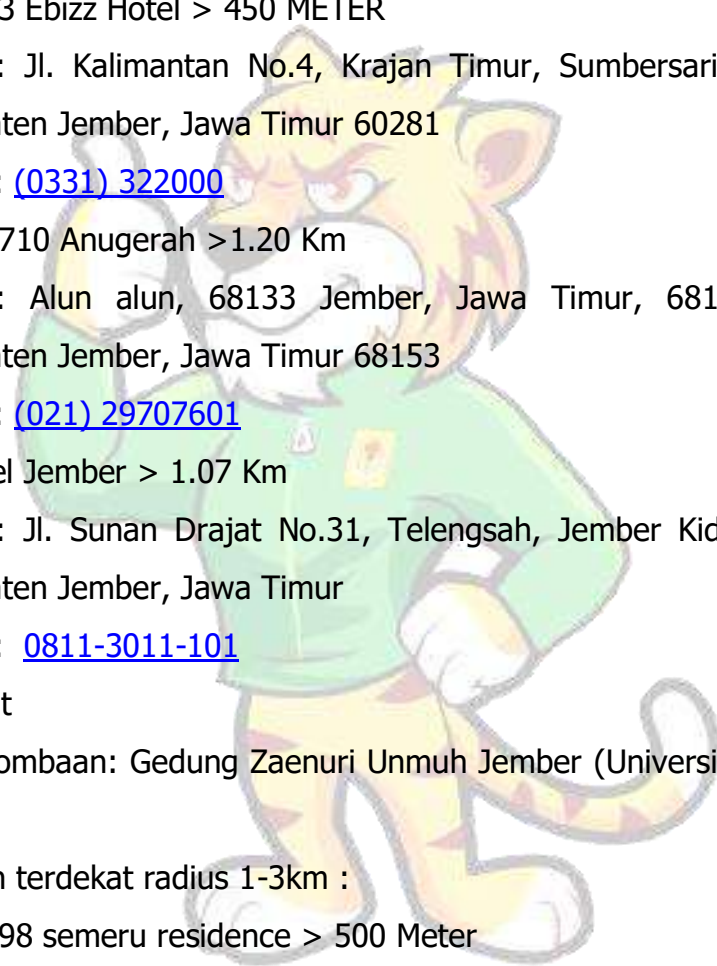 3 Ebizz Hotel > 450 METER
: Jl. Kalimantan No.4, Krajan Timur, Sumbersari
ten Jember, Jawa Timur 60281
: (0331) 322000
710 Anugerah >1.20 Km
: Alun alun, 68133 Jember, Jawa Timur, 681
ten Jember, Jawa Timur 68153
: (021) 29707601
el Jember > 1.07 Km
: Jl. Sunan Drajat No.31, Telengsah, Jember Kid
ten Jember, Jawa Timur
: 0811-3011-101
t
ombaan: Gedung Zaenuri Unmuh Jember (Universi
n terdekat radius 1-3km :
98 semeru residence > 500 Meter